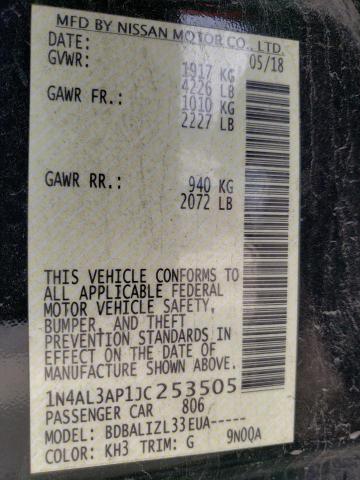 MFD BY NISSAN MOTOR CO., LTD.
DATE: 05/18
GVWR: 1917 KG
4226 LB
GAWR FR.: 1010 KG
2227 LB
GAWR RR.: 940 KG
2072 LB
THIS VEHICLE CONFORMS TO
ALL APPLICABLE FEDERAL
MOTOR VEHICLE SAFETY,
BUMPER, AND THEFT
PREVENTION STANDARDS IN
EFFECT ON THE DATE OF
MANUFACTURE SHOWN ABOVE.
1N4AL3AP1JC253505
PASSENGER CAR 806
MODEL: BDBALIZL33EUA-----
COLOR: KH3 TRIM: G 9N0QA